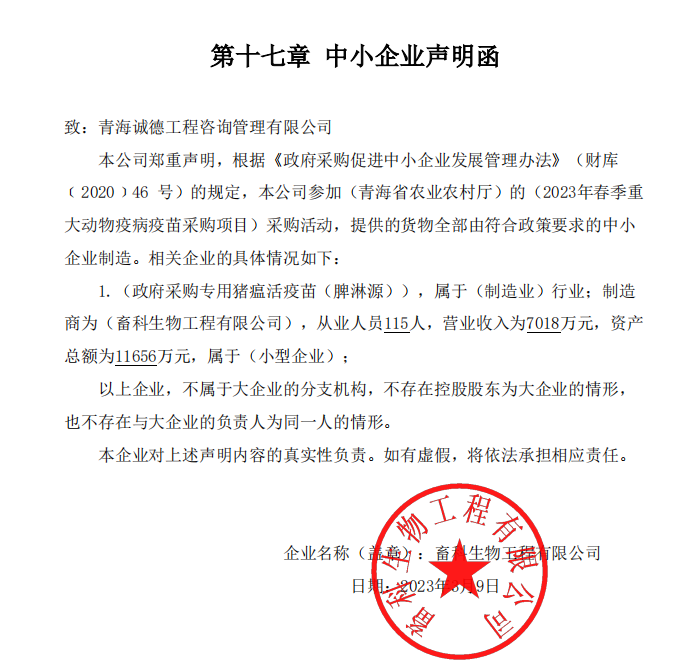 第十七章 中小企业声明函
致：青海诚德工程咨询管理有限公司
本公司郑重声明，根据《政府采购促进中小企业发展管理办法》（财库
﹝2020﹞46 号）的规定，本公司参加（青海省农业农村厅）的（2023年春季重
大动物疫病疫苗采购项目）采购活动，提供的货物全部由符合政策要求的中小
企业制造。相关企业的具体情况如下：
1.（政府采购专用猪瘟活疫苗（脾淋源）），属于（制造业）行业；制造
商为（畜科生物工程有限公司），从业人员115人，营业收入为7018万元，资产
总额为11656万元，属于（小型企业）；
以上企业，不属于大企业的分支机构，不存在控股股东为大企业的情形，
也不存在与大企业的负责人为同一人的情形。
本企业对上述声明内容的真实性负责。如有虚假，将依法承担相应责任。
企业名称（盖章）：畜科生物工程有限公司
日期：2023年3月9日
畜科生物工程有限公司